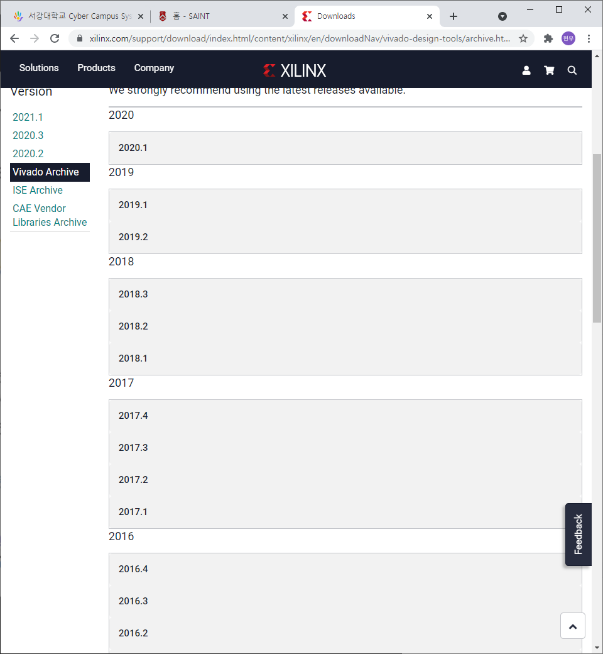 서강대학교 Cyber Campus Sys
홈 - SAINT
Downloads
xilinx.com/support/download/index.html/content/xilinx/en/downloadNav/vivado-design-tools/archive.ht...
Solutions
Products
Company
XILINX
Version
2021.1
2020.3
2020.2
Vivado Archive
ISE Archive
CAE Vendor
Libraries Archive
We strongly recommend using the latest releases available.
2020
2020.1
2019
2019.1
2019.2
2018
2018.3
2018.2
2018.1
2017
2017.4
2017.3
2017.2
2017.1
2016
2016.4
2016.3
2016.2
Feedback